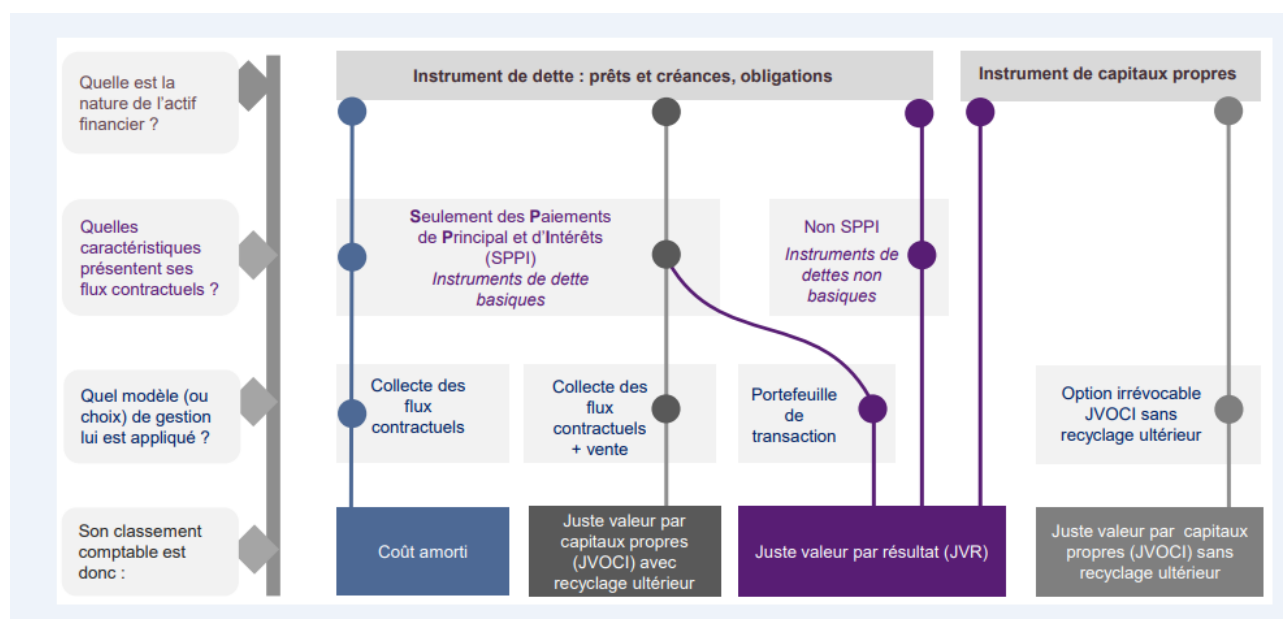 Quelle est la
nature de l'actif
financier ?
Instrument de dette : prêts et créances, obligations
Instrument de capitaux propres
Quelles
caractéristiques
présentent ses
flux contractuels ?
Seulement des Paiements
de Principal et d'Intérêts
(SPPI)
Instruments de dette
basiques
Non SPPI
Instruments de
dettes non
basiques
Quel modèle (ou
choix) de gestion
lui est appliqué ?
Collecte des
flux
contractuels
Collecte des
flux
contractuels
+ vente
Portefeuille
de
transaction
Option irrévocable
JVOCI sans
recyclage ultérieur
Son classement
comptable est
donc :
Coût amorti
Juste valeur par
capitaux propres
(JVOCI) avec
recyclage ultérieur
Juste valeur par résultat (JVR)
Juste valeur par capitaux
propres (JVOCI) sans
recyclage ultérieur